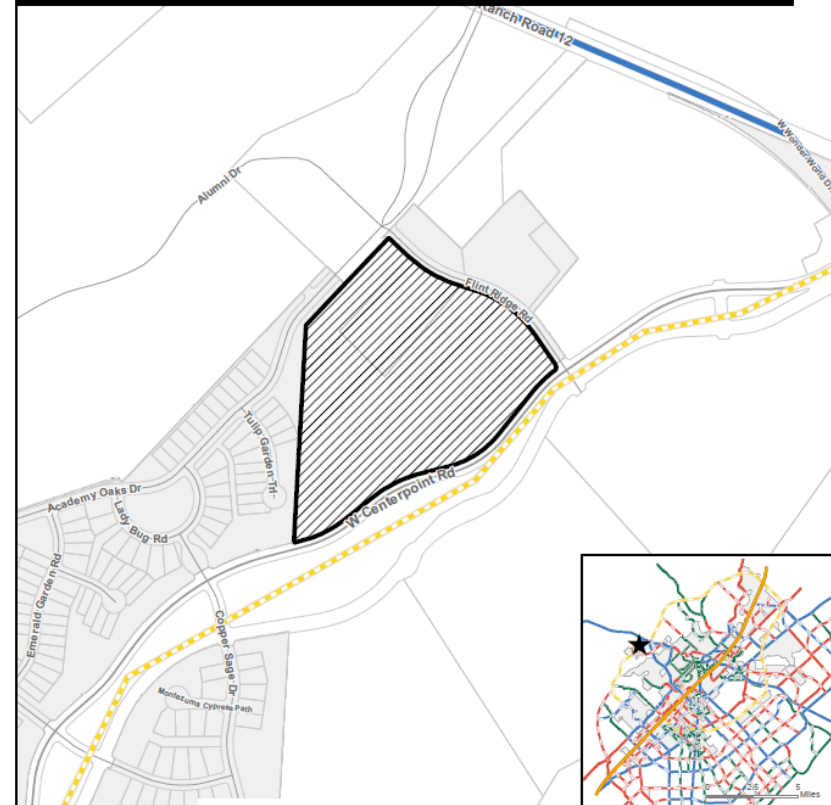 Ranch Road 12
W Wonder World Dr
Alumni Dr
Flint Ridge Rd
Tulip Garden Trl
W Centerpoint Rd
Academy Oaks Dr
Lady Bug Rd
Emerald Garden Rd
Copper Sage Dr
Montezuma Cypress Path
0 2.5 5
Miles